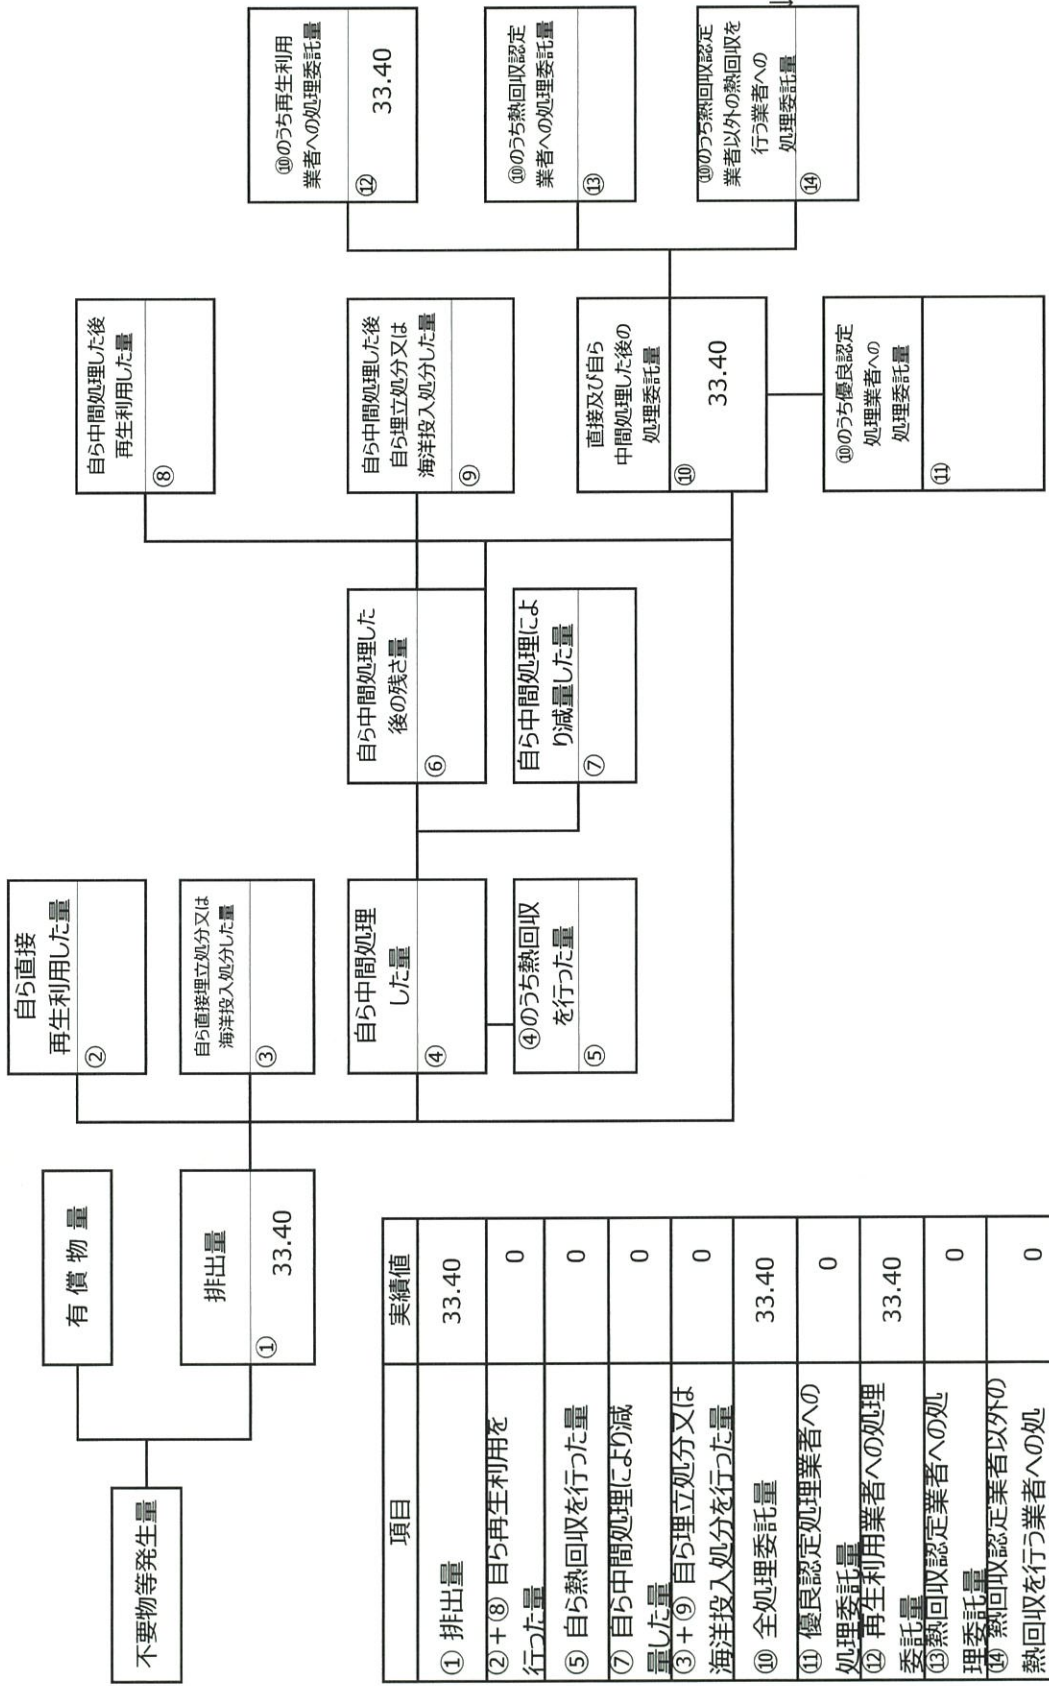 不要物等発生量
有 償 物 量
排出量
①
33.40
自ら直接
再生利用した量
②
自ら直接埋立処分又は
海洋投入処分した量
③
自ら中間処理
した量
④
④のうち熱回収
を行った量
⑤
自ら中間処理した
後の残さ量
⑥
自ら中間処理によ
り減量した量
⑦
自ら中間処理した後
再生利用した量
⑧
自ら中間処理した後
自ら埋立処分又は
海洋投入処分した量
⑨
直接及び自ら
中間処理した後の
処理委託量
⑩
33.40
⑩のうち優良認定
処理業者への
処理委託量
⑪
⑩のうち再生利用
業者への処理委託量
⑫
33.40
⑩のうち熱回収認定
業者への処理委託量
⑬
⑩のうち熱回収認定
業者以外の熱回収を
行う業者への
処理委託量
⑭
項目 実績値
① 排出量 33.40
②+⑧ 自ら再生利用を
行った量 0
⑤ 自ら熱回収を行った量 0
⑦ 自ら中間処理により減
量した量 0
③+⑨ 自ら埋立処分又は
海洋投入処分を行った量 0
⑩ 全処理委託量 33.40
⑪ 優良認定処理業者への
処理委託量 0
⑫ 再生利用業者への処理
委託量 33.40
⑬熱回収認定業者への処
理委託量 0
⑭ 熱回収認定業者以外の
熱回収を行う業者への処 0